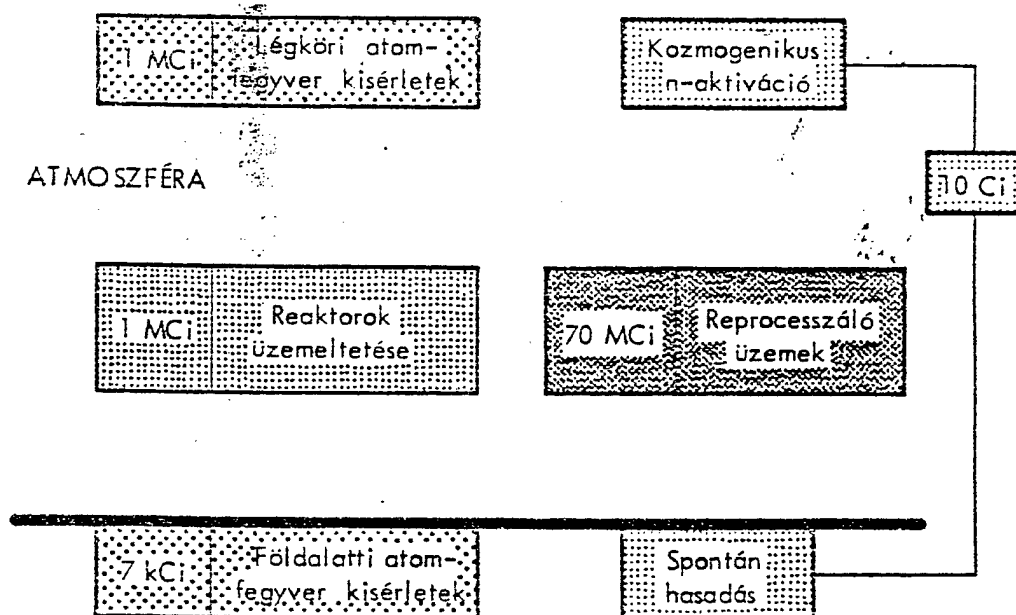 1 MCi
Légköri atom-
fegyver kisérletek
Kozmogenikus
n-aktiváció
ATMOSZFÉRA
10 Ci
1 MCi
Reaktorok
üzemeltetése
70 MCi
Reprocesszáló
üzemek
7 kCi
Földalatti atom-
fegyver kisérletek
Spontán
hasadás